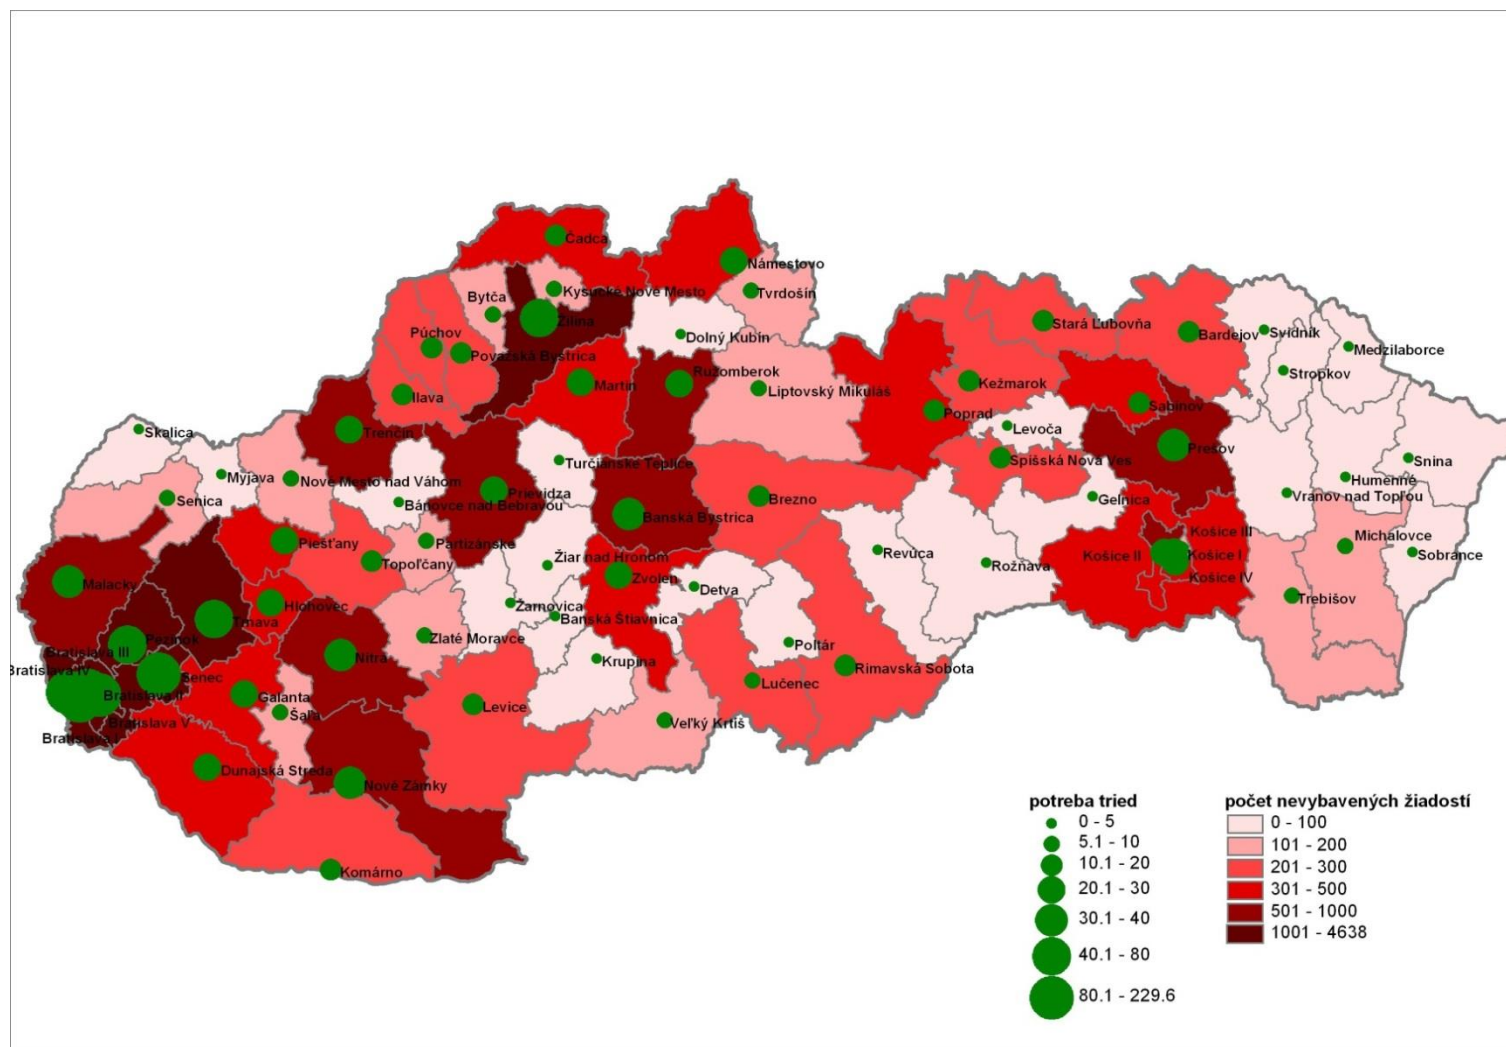 Čadca
Námestovo
Kysucké Nové Mesto
Tvrdošín
Bytča
Žilina
Stará Ľubovňa
Svidník
Púchov
Dolný Kubín
Bardejov
Medzilaborce
Považská Bystrica
Ružomberok
Stropkov
Martin
Liptovský Mikuláš
Kežmarok
Ilava
Poprad
Sabinov
Skalica
Trenčín
Levoča
Prešov
Turčianske Teplice
Spišská Nová Ves
Snina
Myjava
Nové Mesto nad Váhom
Humenné
Senica
Prievidza
Brezno
Gelnica
Vranov nad Topľou
Bánovce nad Bebravou
Banská Bystrica
Košice III
Piešťany
Partizánske
Michalovce
Revúca
Košice II
Košice I
Sobrance
Topoľčany
Žiar nad Hronom
Rožňava
Košice IV
Malacky
Zvolen
Detva
Trebišov
Hlohovec
Žarnovica
Banská Štiavnica
Trnava
Pezinok
Zlaté Moravce
Poltár
Bratislava III
Nitra
Krupina
Rimavská Sobota
Bratislava IV
Senec
Lučenec
Bratislava II
Galanta
Levice
Šaľa
Veľký Krtíš
Bratislava V
Bratislava I
Dunajská Streda
Nové Zámky
Komárno
potreba tried
0 - 5
5.1 - 10
10.1 - 20
20.1 - 30
30.1 - 40
40.1 - 80
80.1 - 229.6
počet nevybavených žiadostí
0 - 100
101 - 200
201 - 300
301 - 500
501 - 1000
1001 - 4638